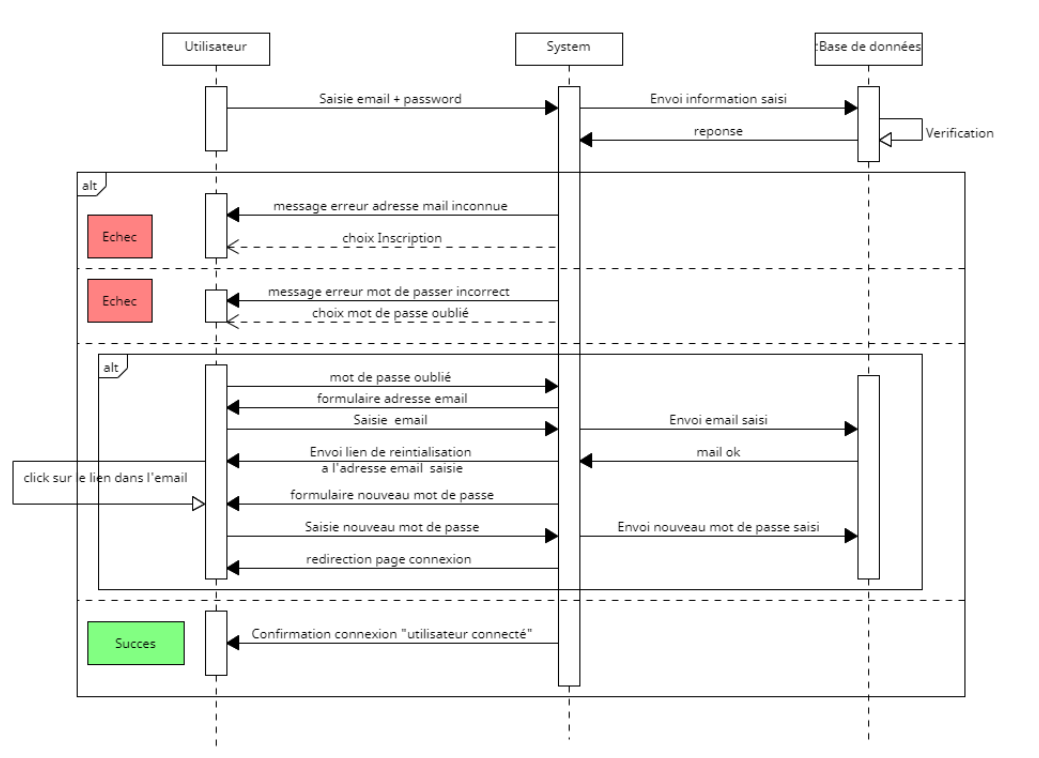 Utilisateur
System
:Base de données
Saisie email + password
Envoi information saisi
reponse
Verification
alt
message erreur adresse mail inconnue
Echec
choix Inscription
Echec
message erreur mot de passer incorrect
choix mot de passe oublié
alt
mot de passe oublié
formulaire adresse email
Saisie email
Envoi email saisi
Envoi lien de reintialisation
a l'adresse email saisie
mail ok
click sur le lien dans l'email
formulaire nouveau mot de passe
Saisie nouveau mot de passe
Envoi nouveau mot de passe saisi
redirection page connexion
Succes
Confirmation connexion "utilisateur connecté"